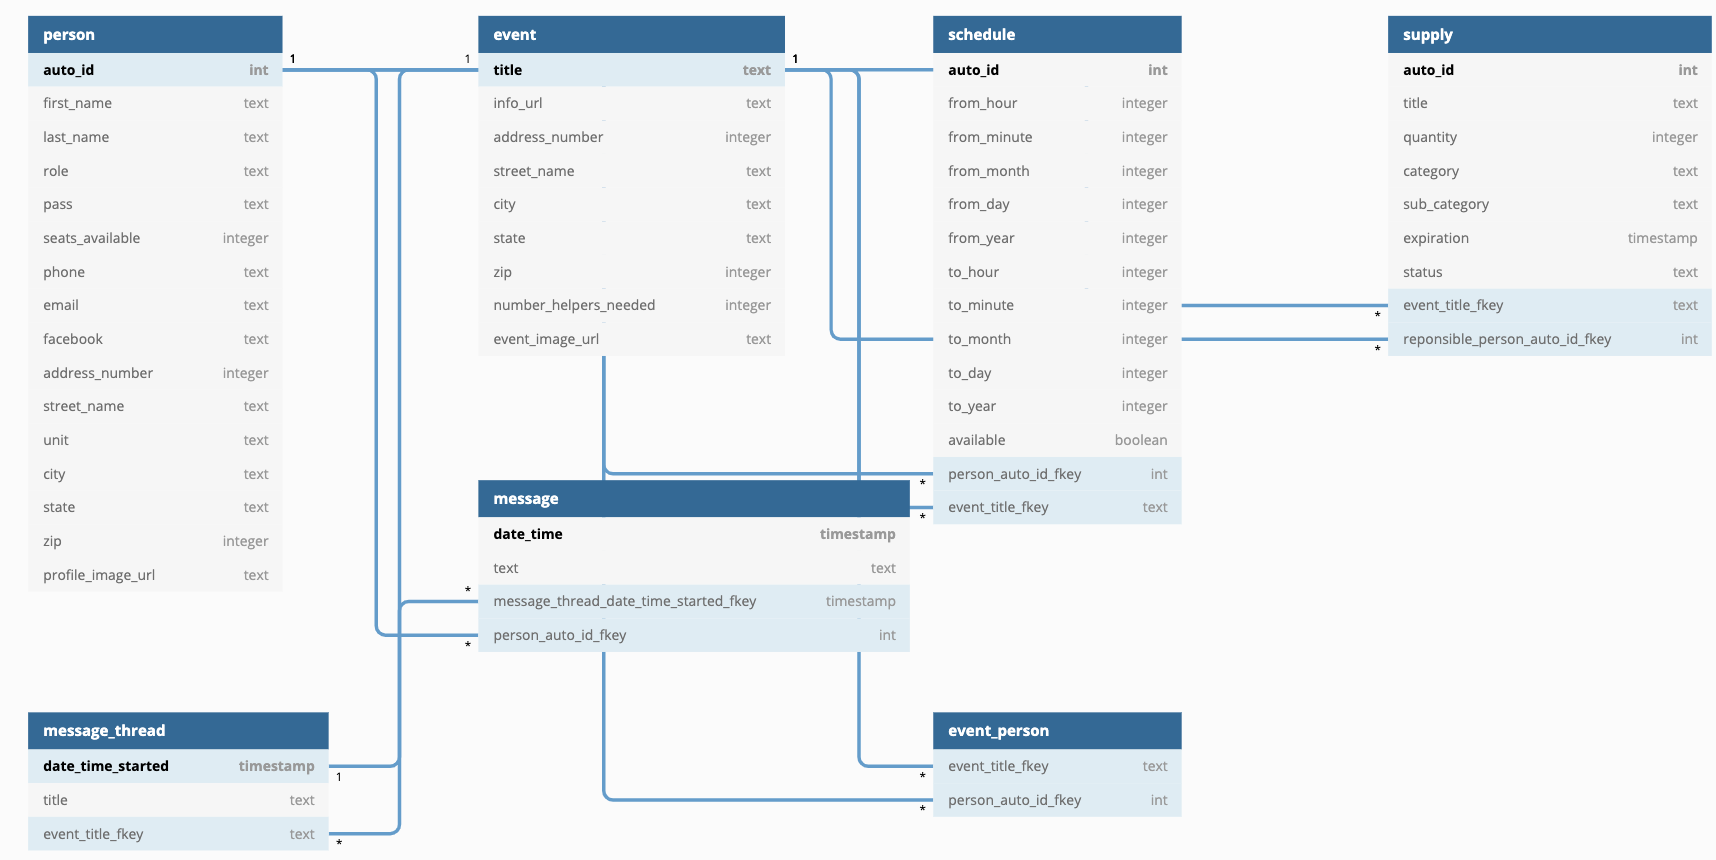 person
auto_id int
first_name text
last_name text
role text
pass text
seats_available integer
phone text
email text
facebook text
address_number integer
street_name text
unit text
city text
state text
zip integer
profile_image_url text
1
1
event
title text
info_url text
address_number integer
street_name text
city text
state text
zip integer
number_helpers_needed integer
event_image_url text
1
schedule
auto_id int
from_hour integer
from_minute integer
from_month integer
from_day integer
from_year integer
to_hour integer
to_minute integer
to_month integer
to_day integer
to_year integer
available boolean
person_auto_id_fkey int
event_title_fkey text
*
*
supply
auto_id int
title text
quantity integer
category text
sub_category text
expiration timestamp
status text
event_title_fkey text
reponsible_person_auto_id_fkey int
*
*
message
date_time timestamp
text text
message_thread_date_time_started_fkey timestamp
person_auto_id_fkey int
*
*
message_thread
date_time_started timestamp
title text
event_title_fkey text
1
*
event_person
event_title_fkey text
person_auto_id_fkey int
*
*